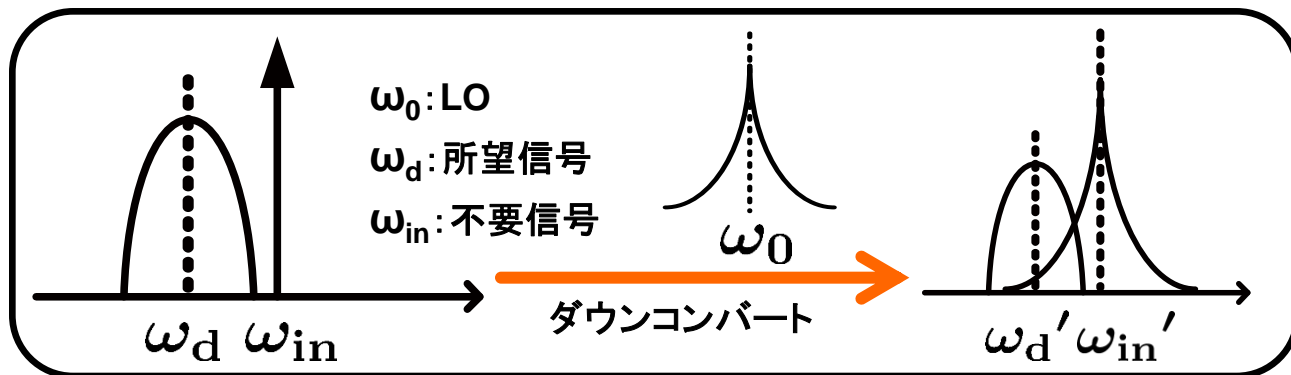 ω0:LO
ωd:所望信号
ωin:不要信号
ω0
ダウンコンバート
ωd ωin
ωd′ωin′